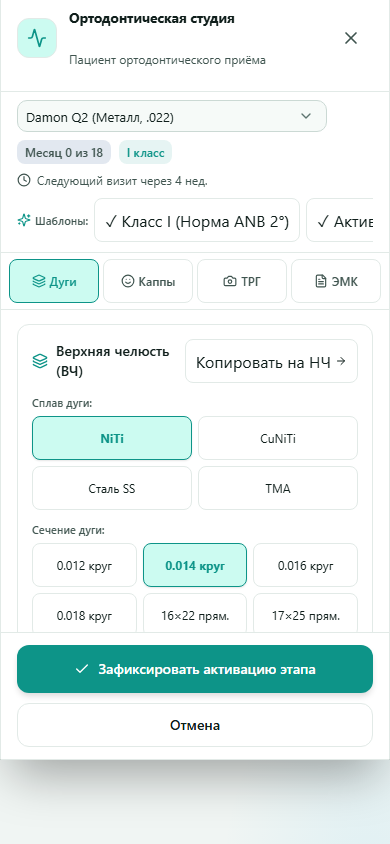 Ортодонтическая студия
Пациент ортодонтического приёма
Damon Q2 (Металл, .022)
Месяц 0 из 18
I класс
Следующий визит через 4 нед.
Шаблоны:
✓ Класс I (Норма ANB 2°)
✓ Актив
Дуги
Каппы
ТРГ
ЭМК
Верхняя челюсть
(ВЧ)
Копировать на НЧ →
Сплав дуги:
NiTi
CuNiTi
Сталь SS
TMA
Сечение дуги:
0.012 круг
0.014 круг
0.016 круг
0.018 круг
16×22 прям.
17×25 прям.
Зафиксировать активацию этапа
Отмена